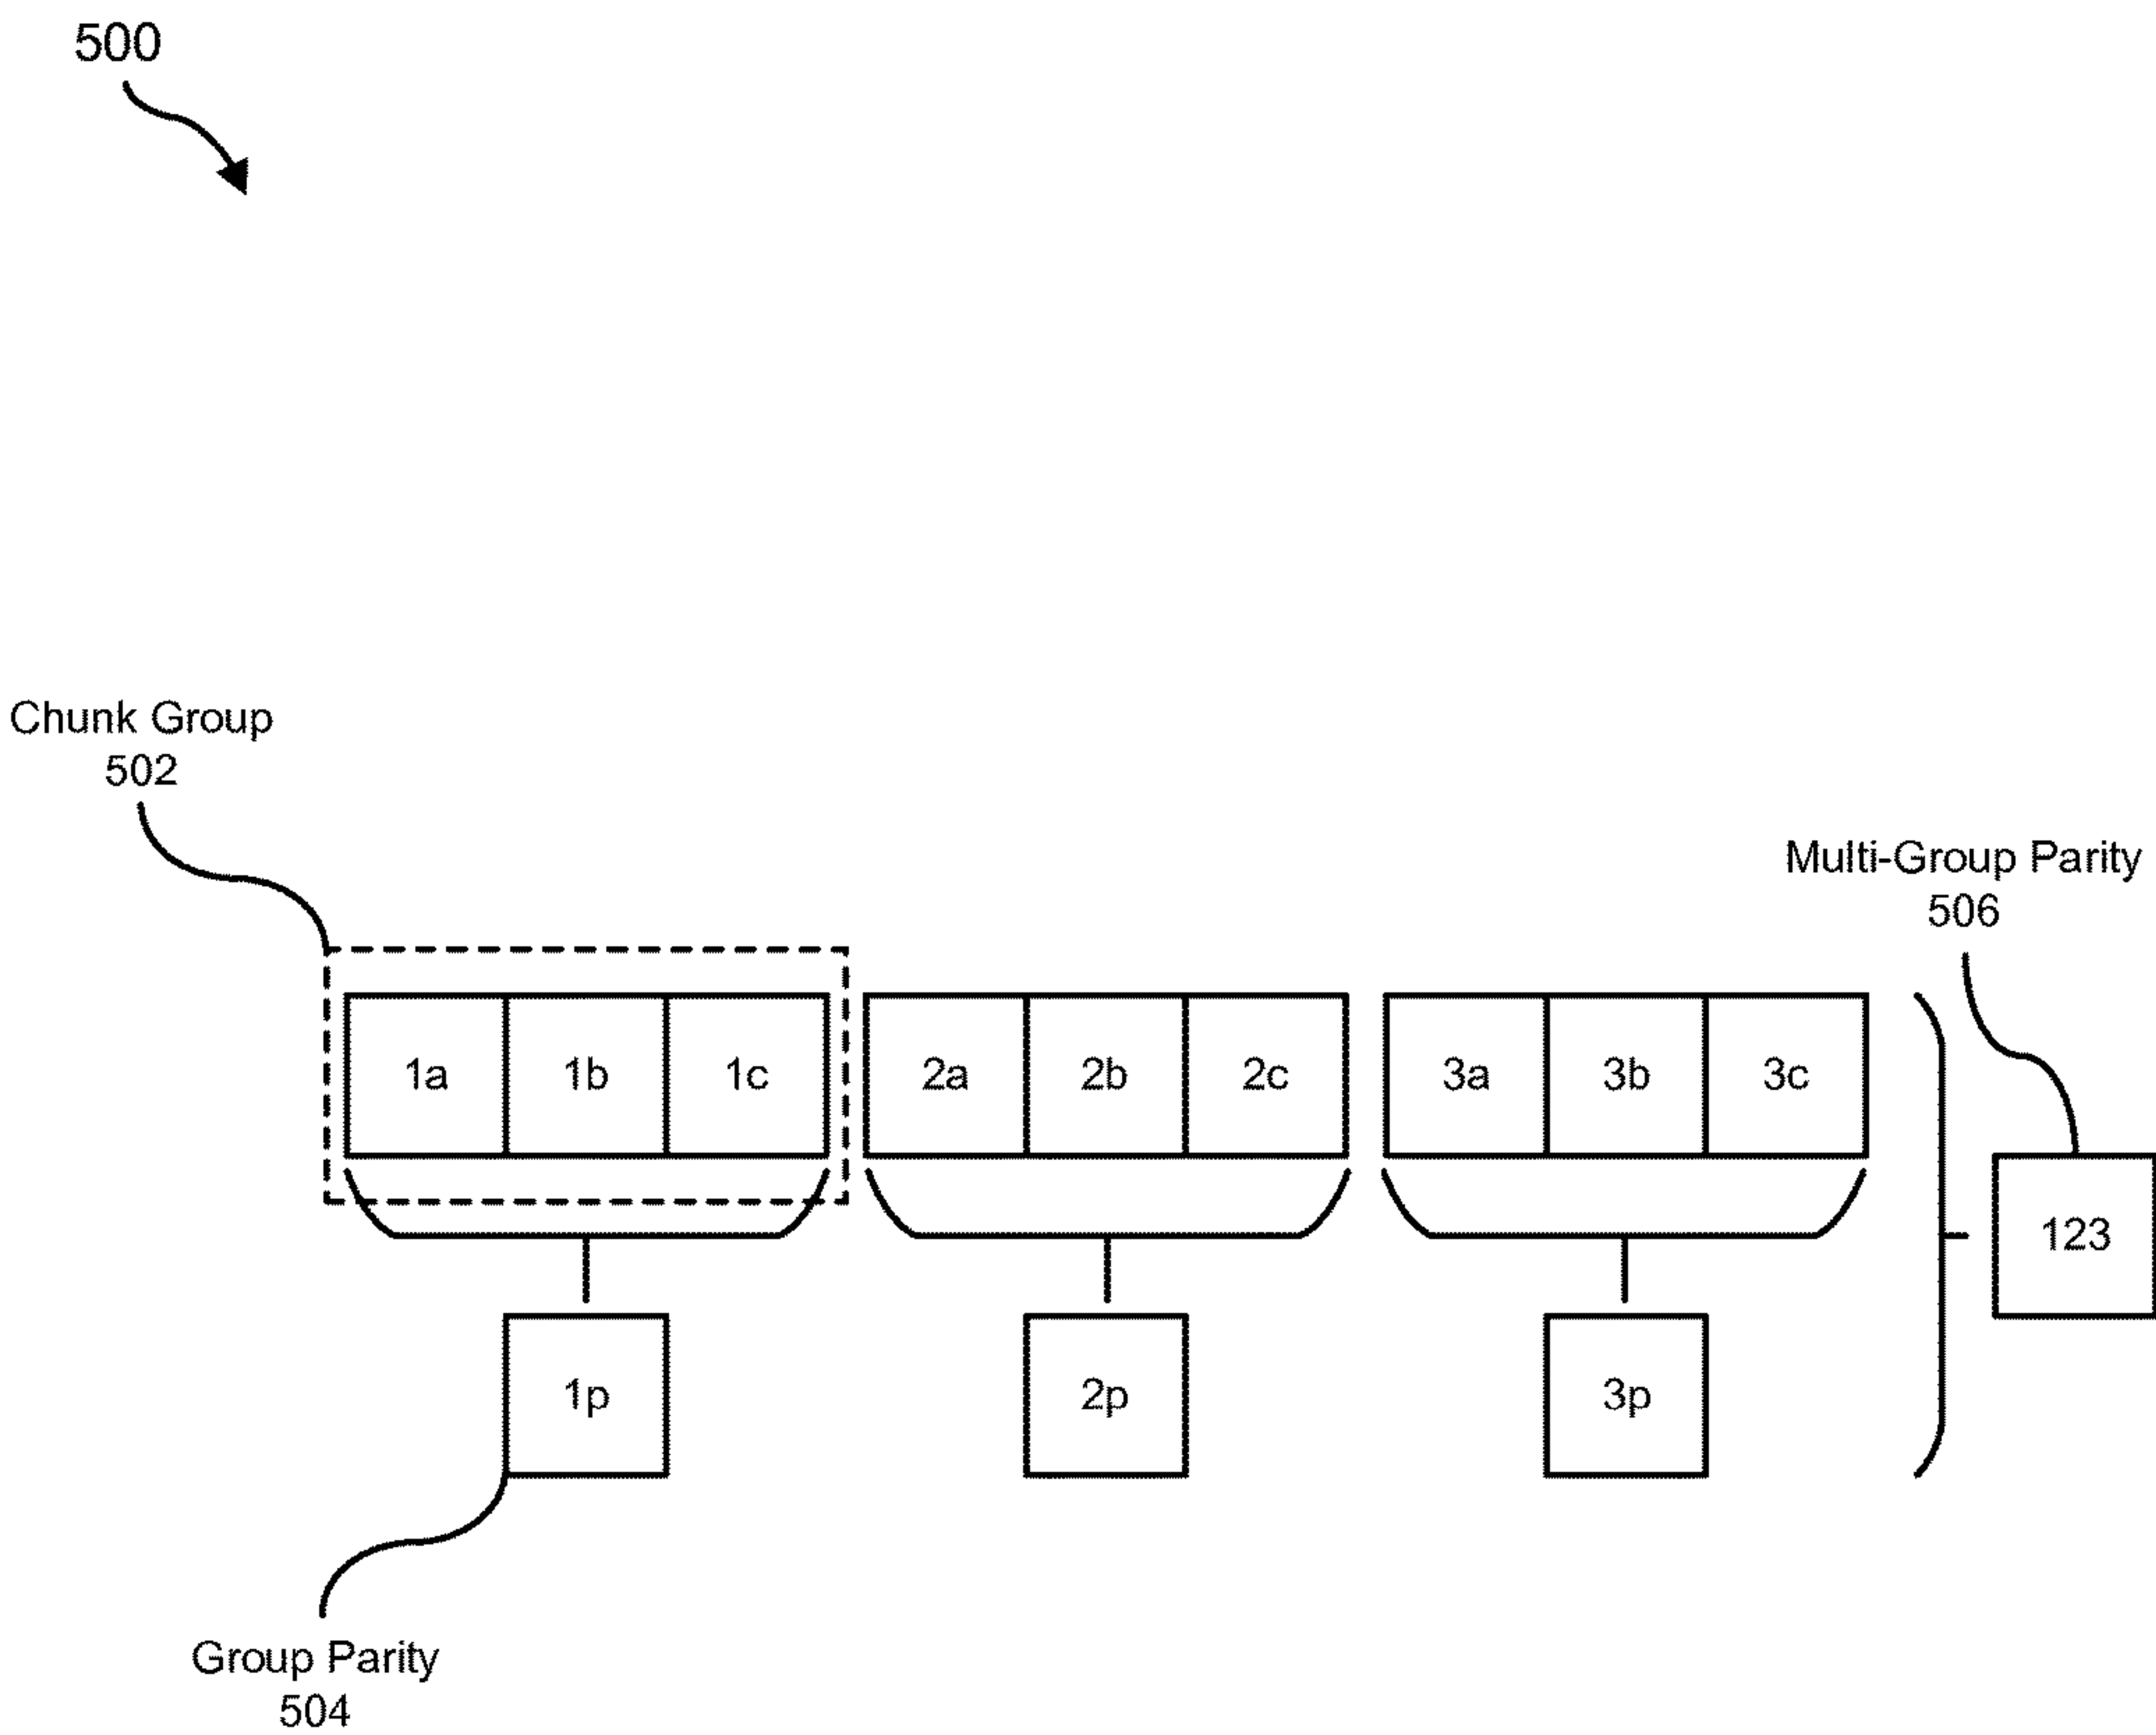 500
Chunk Group
502
Multi-Group Parity
506
1a 1b 1c 2a 2b 2c 3a 3b 3c
123
1p 2p 3p
Group Parity
504